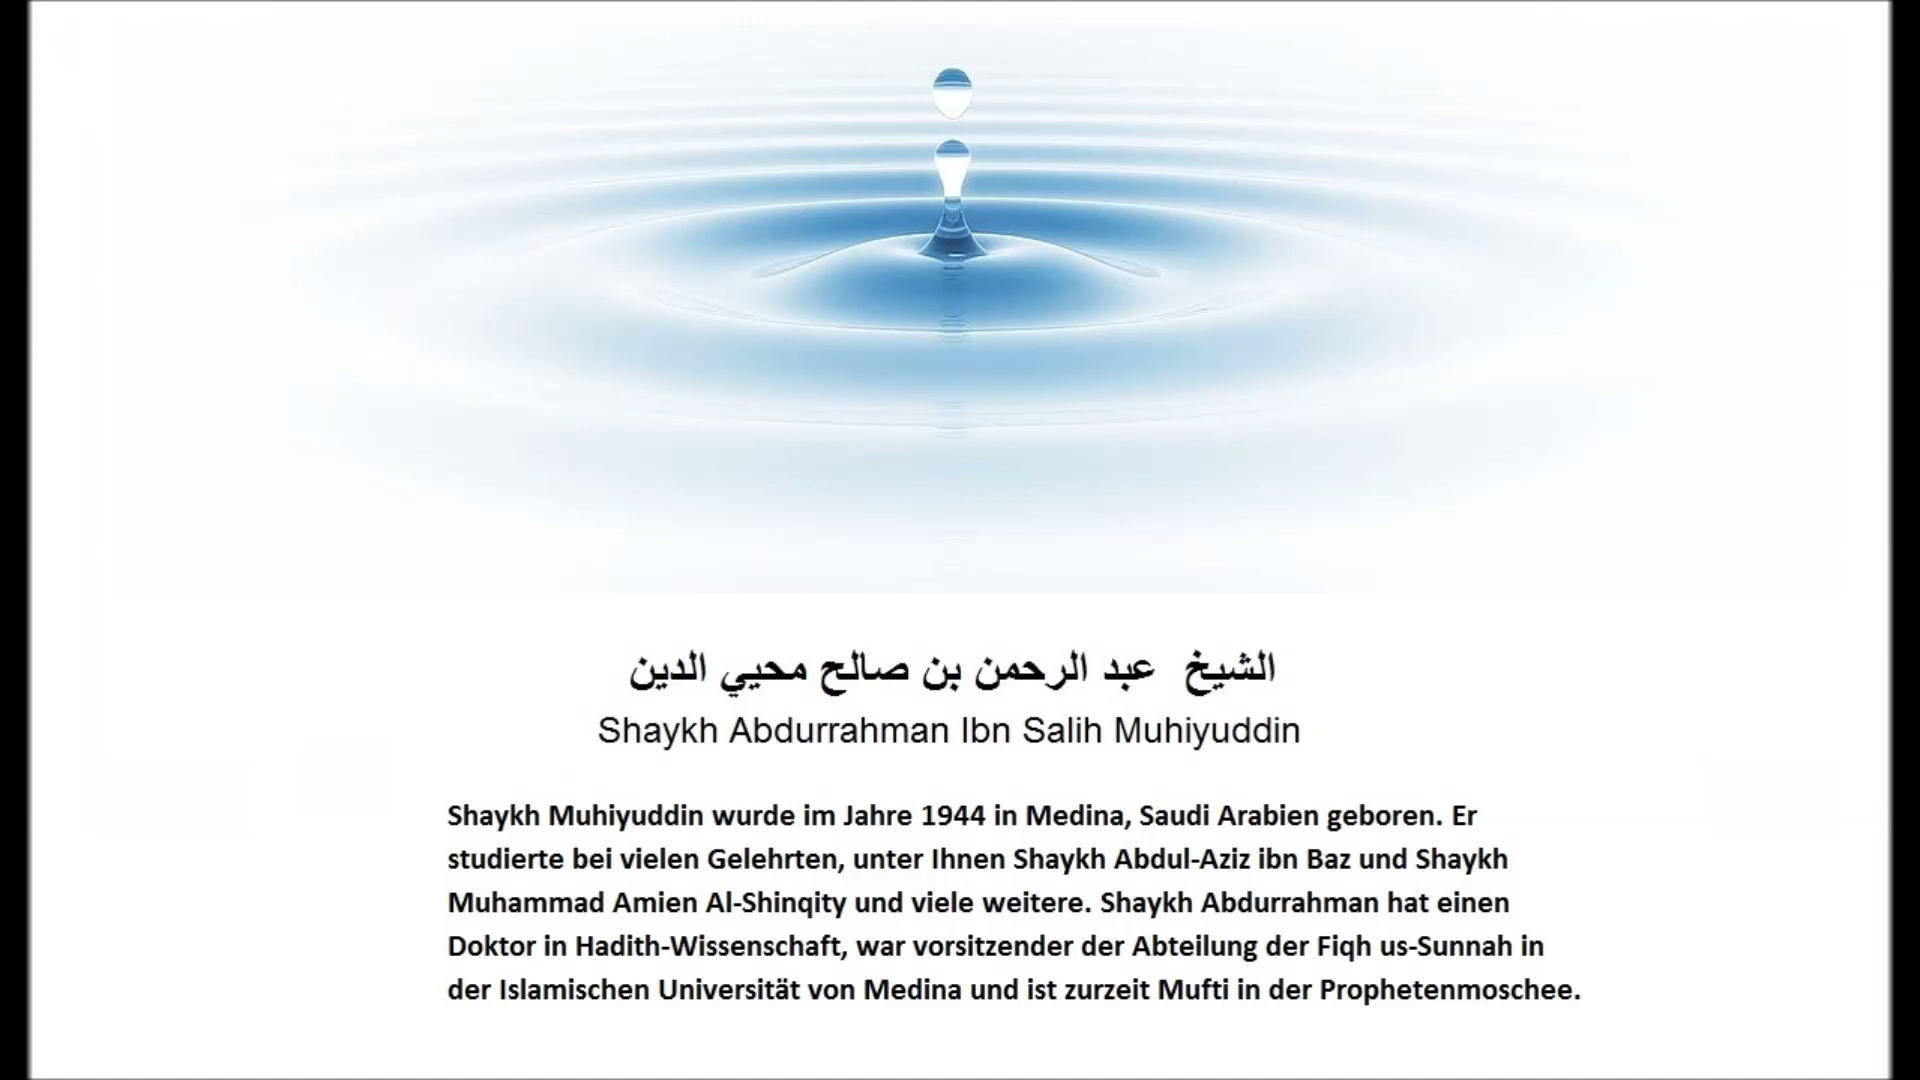 الشيخ عبد الرحمن بن صالح محيي الدين
Shaykh Abdurrahman Ibn Salih Muhiyuddin
Shaykh Muhiyuddin wurde im Jahre 1944 in Medina, Saudi Arabien geboren. Er
studierte bei vielen Gelehrten, unter Ihnen Shaykh Abdul-Aziz ibn Baz und Shaykh
Muhammad Amien Al-Shinqity und viele weitere. Shaykh Abdurrahman hat einen
Doktor in Hadith-Wissenschaft, war vorsitzender der Abteilung der Fiqh us-Sunnah in
der Islamischen Universität von Medina und ist zurzeit Mufti in der Prophetenmoschee.